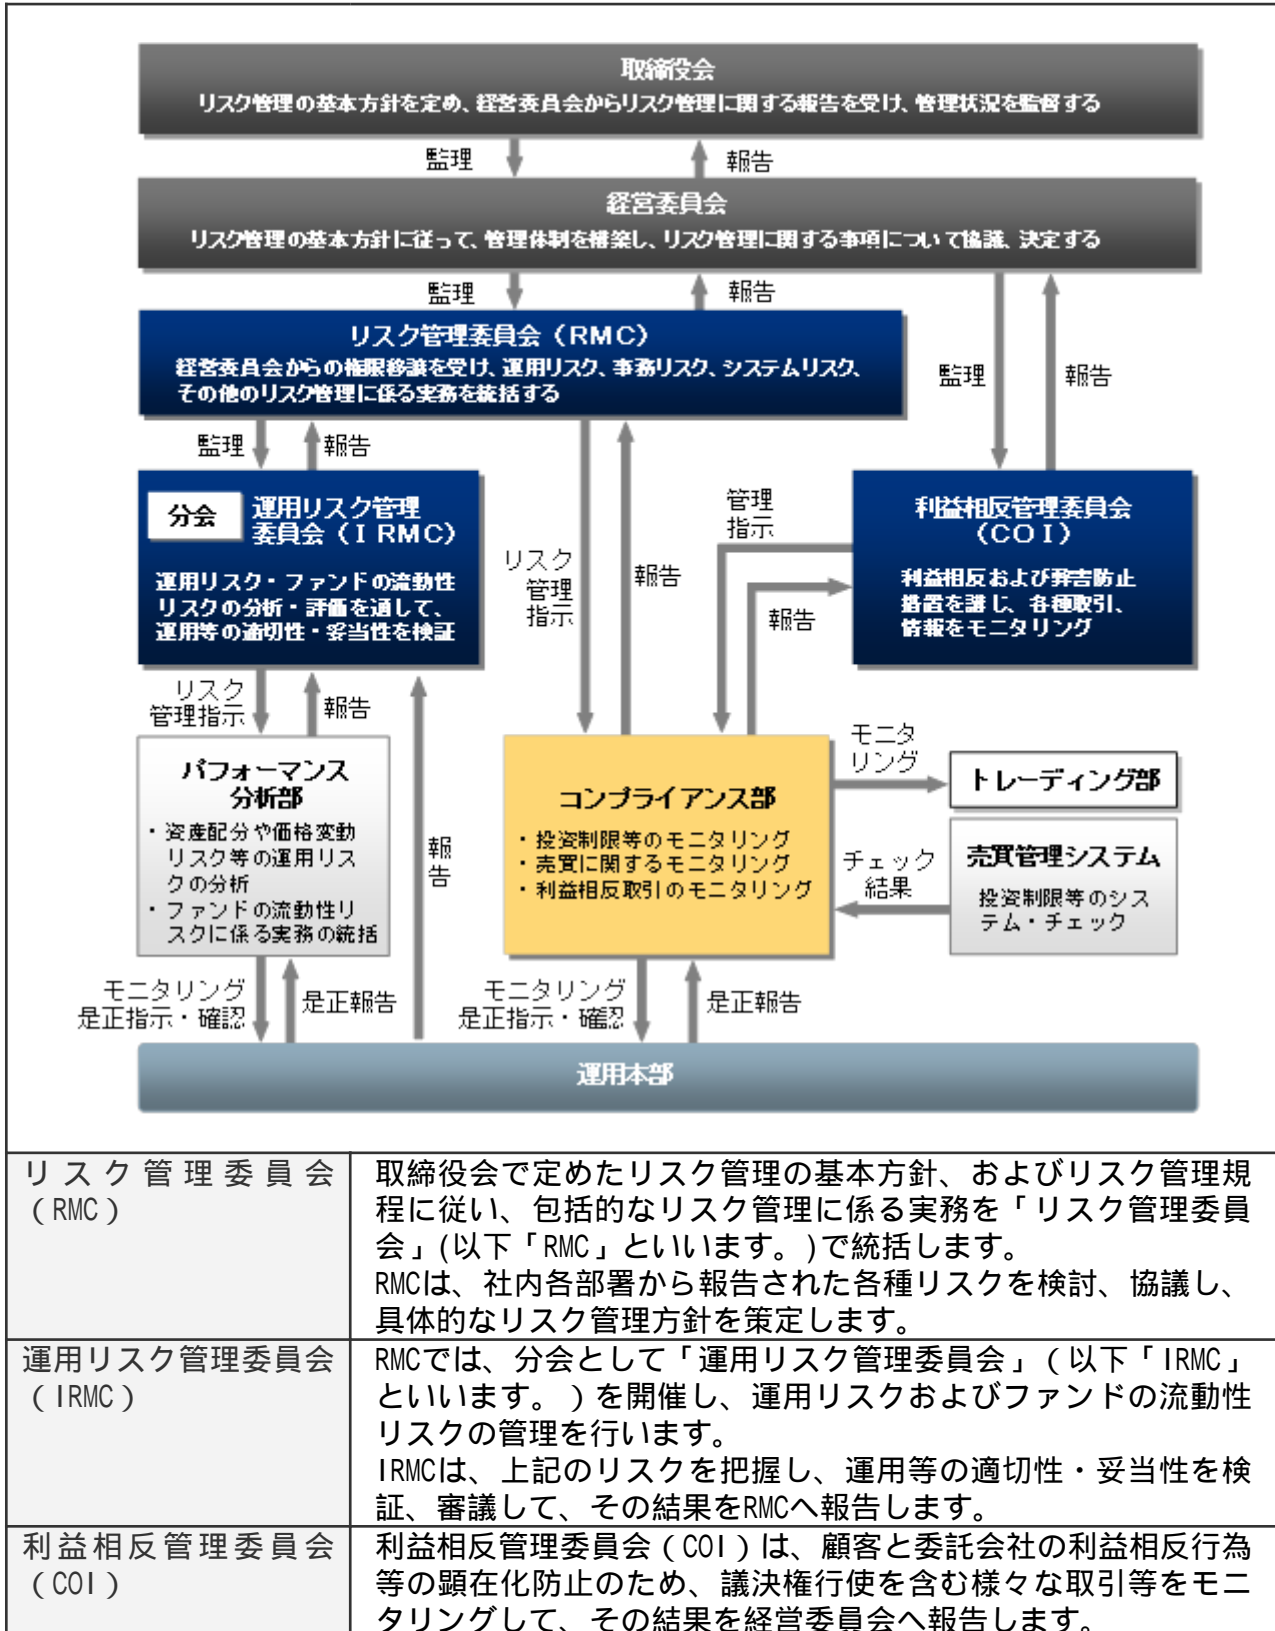 取締役会
リスク管理の基本方針を定め、経営委員会からリスク管理に関する報告を受け、管理状況を監督する
監理
報告
経営委員会
リスク管理の基本方針に従って、管理体制を構築し、リスク管理に関する事項について協議、決定する
監理
報告
リスク管理委員会（RMC）
経営委員会からの権限移譲を受け、運用リスク、事務リスク、システムリスク、
その他のリスク管理に係る実務を統括する
監理
報告
監理
報告
分会
運用リスク管理
委員会（IRMC）
運用リスク・ファンドの流動性
リスクの分析・評価を通して、
運用等の適切性・妥当性を検証
リスク
管理
指示
報告
管理
指示
報告
利益相反管理委員会
（COI）
利益相反および弊害防止
措置を講じ、各種取引、
情報をモニタリング
リスク
管理指示
報告
パフォーマンス
分析部
・資産配分や価格変動
リスク等の運用リス
クの分析
・ファンドの流動性リ
スクに係る実務の統括
報
告
コンプライアンス部
・投資制限等のモニタリング
・売買に関するモニタリング
・利益相反取引のモニタリング
モニタ
リング
トレーディング部
チェック
結果
売買管理システム
投資制限等のシス
テム・チェック
モニタリング
是正指示・確認
是正報告
モニタリング
是正指示・確認
是正報告
運用本部
リスク管理委員会
（RMC）
取締役会で定めたリスク管理の基本方針、およびリスク管理規
程に従い、包括的なリスク管理に係る実務を「リスク管理委員
会」(以下「RMC」といいます。)で統括します。
RMCは、社内各部署から報告された各種リスクを検討、協議し、
具体的なリスク管理方針を策定します。
運用リスク管理委員会
（IRMC）
RMCでは、分会として「運用リスク管理委員会」（以下「IRMC」
といいます。）を開催し、運用リスクおよびファンドの流動性
リスクの管理を行います。
IRMCは、上記のリスクを把握し、運用等の適切性・妥当性を検
証、審議して、その結果をRMCへ報告します。
利益相反管理委員会
（COI）
利益相反管理委員会（COI）は、顧客と委託会社の利益相反行為
等の顕在化防止のため、議決権行使を含む様々な取引等をモニ
タリングして、その結果を経営委員会へ報告します。